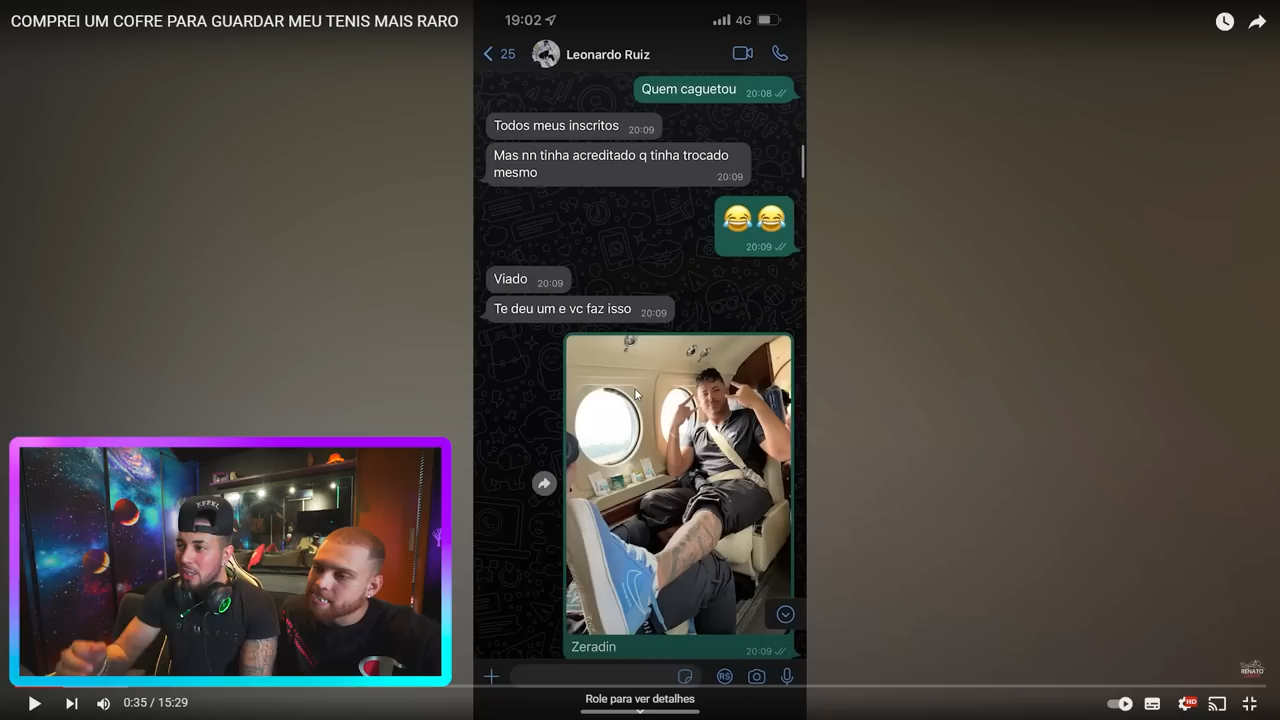 COMPREI UM COFRE PARA GUARDAR MEU TENIS MAIS RARO
19:02
4G
25
Leonardo Ruiz
Quem caguetou 20:08
Todos meus inscritos 20:09
Mas nn tinha acreditado q tinha trocado
mesmo 20:09
😂😂
20:09
Viado 20:09
Te deu um e vc faz isso 20:09
Zeradin 20:09
R$
EFFEL
RENATO
0:35 / 15:29
Role para ver detalhes
HD